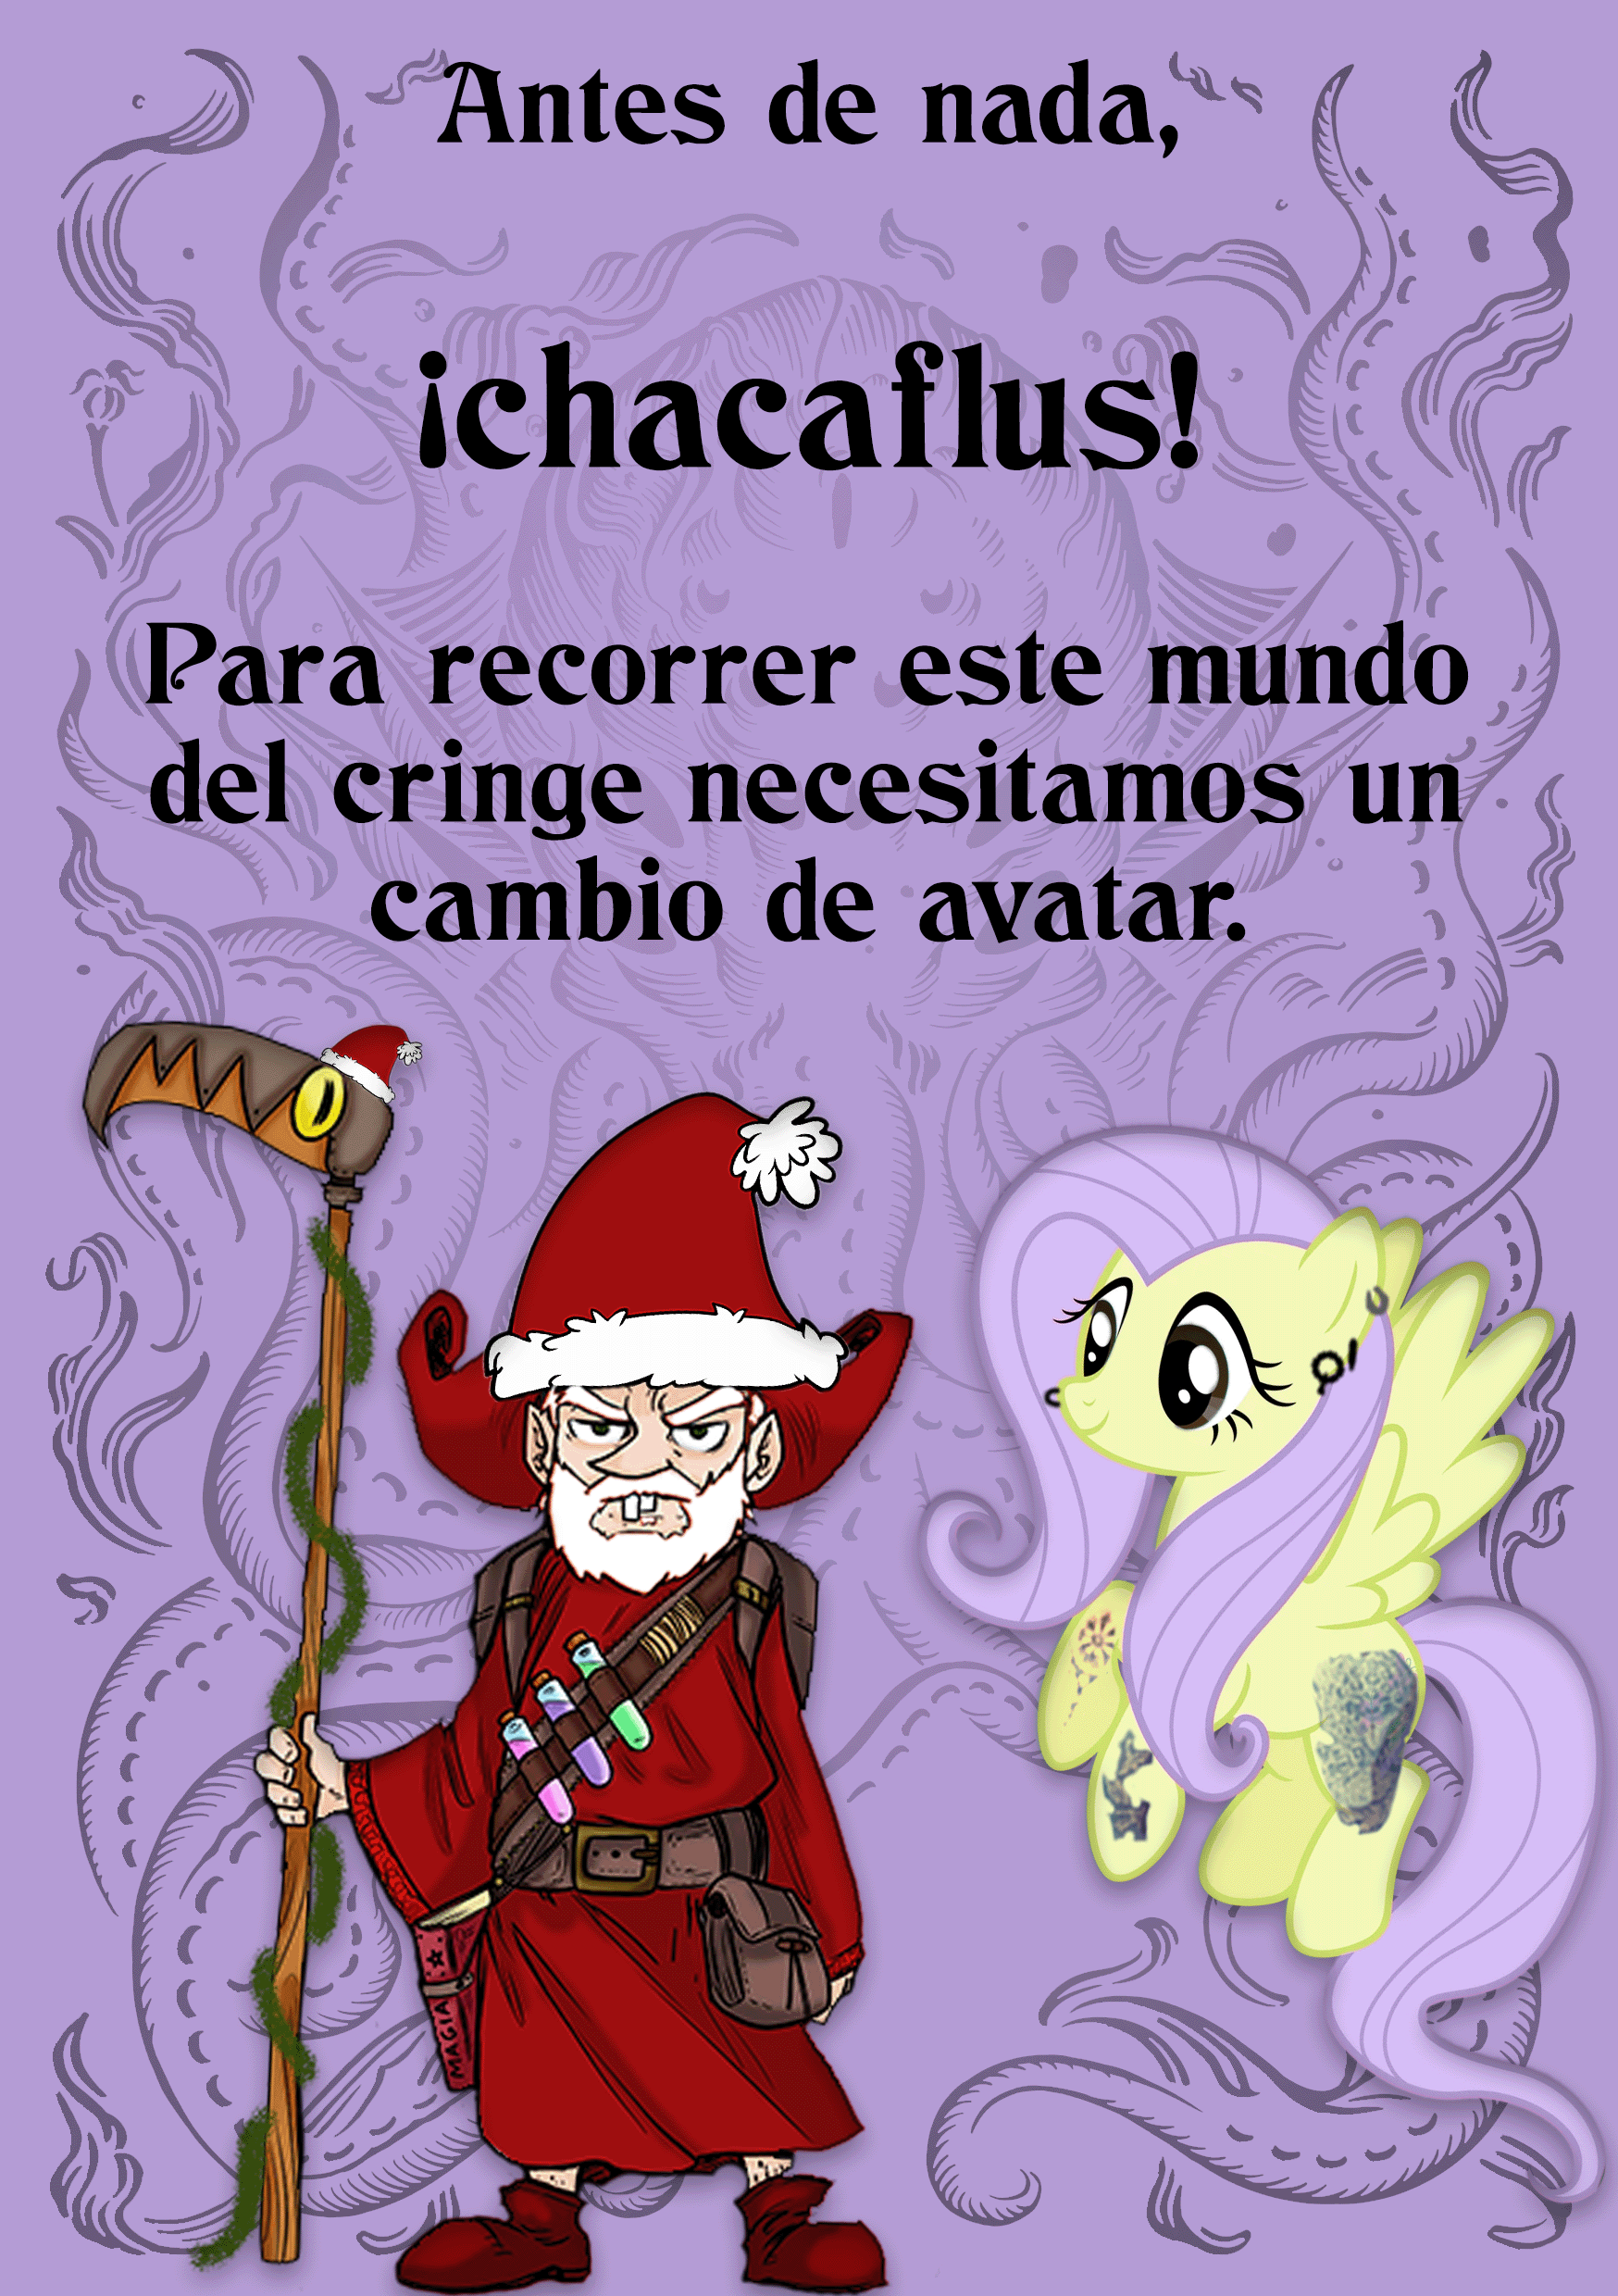 Antes de nada,
¡chacaflus!
Para recorrer este mundo
del cringe necesitamos un
cambio de avatar.
MAGIA